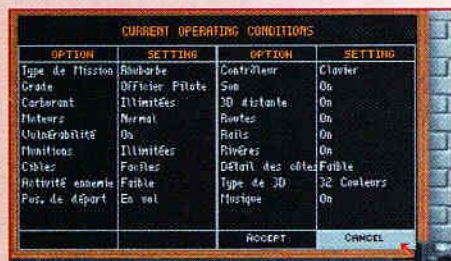 CURRENT OPERATING CONDITIONS
OPTION SETTING OPTION SETTING
Type de Mission Rhubarbe Contrôleur Clavier
Grade Officier Pilote Son On
Carburant Illimitées 3D distante On
Moteurs Normal Routes On
Vulnérabilité On Rails On
Munitions Illimitées Rivéres On
Cibles Faciles Détail des côtes Faible
Activité ennemie Faible Type de 3D 32 Couleurs
Pos. de départ En vol Musique On
ACCEPT CANCEL